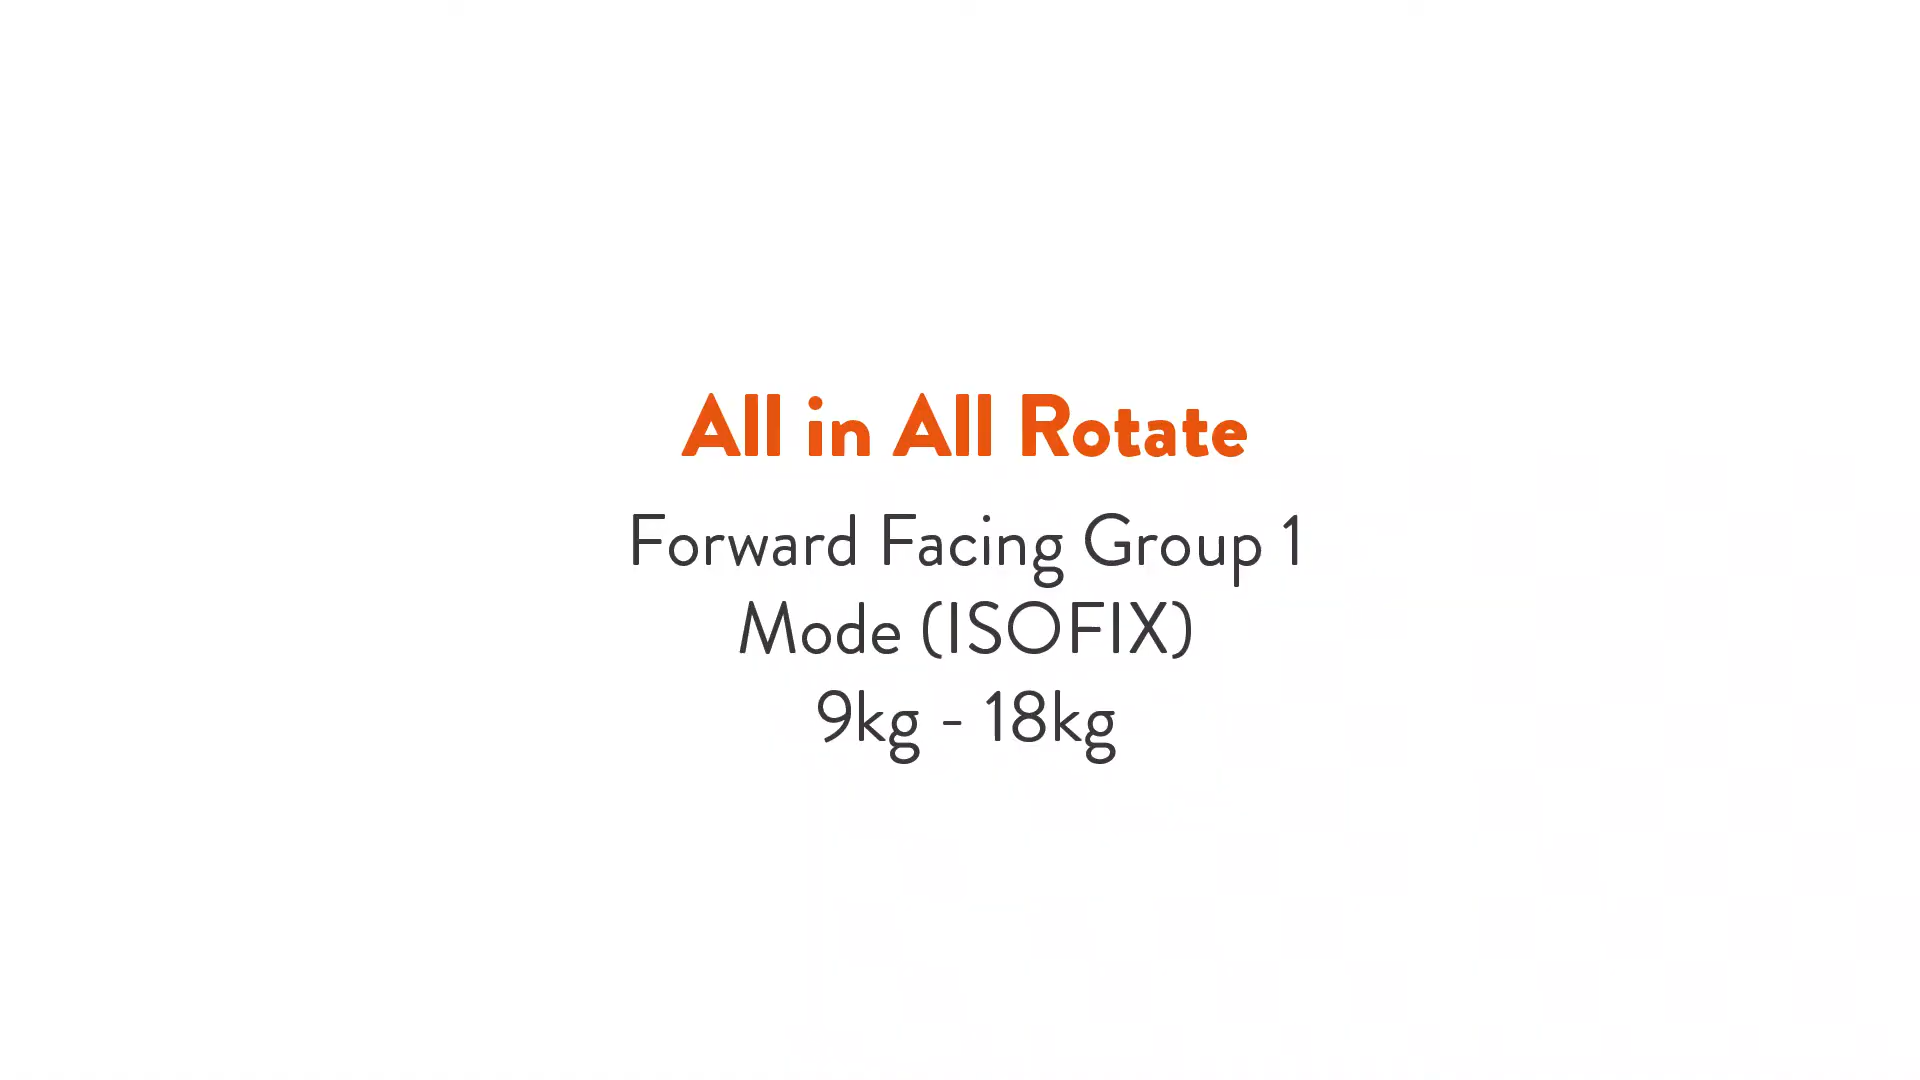 All in All Rotate
Forward Facing Group 1
Mode (ISOFIX)
9kg - 18kg